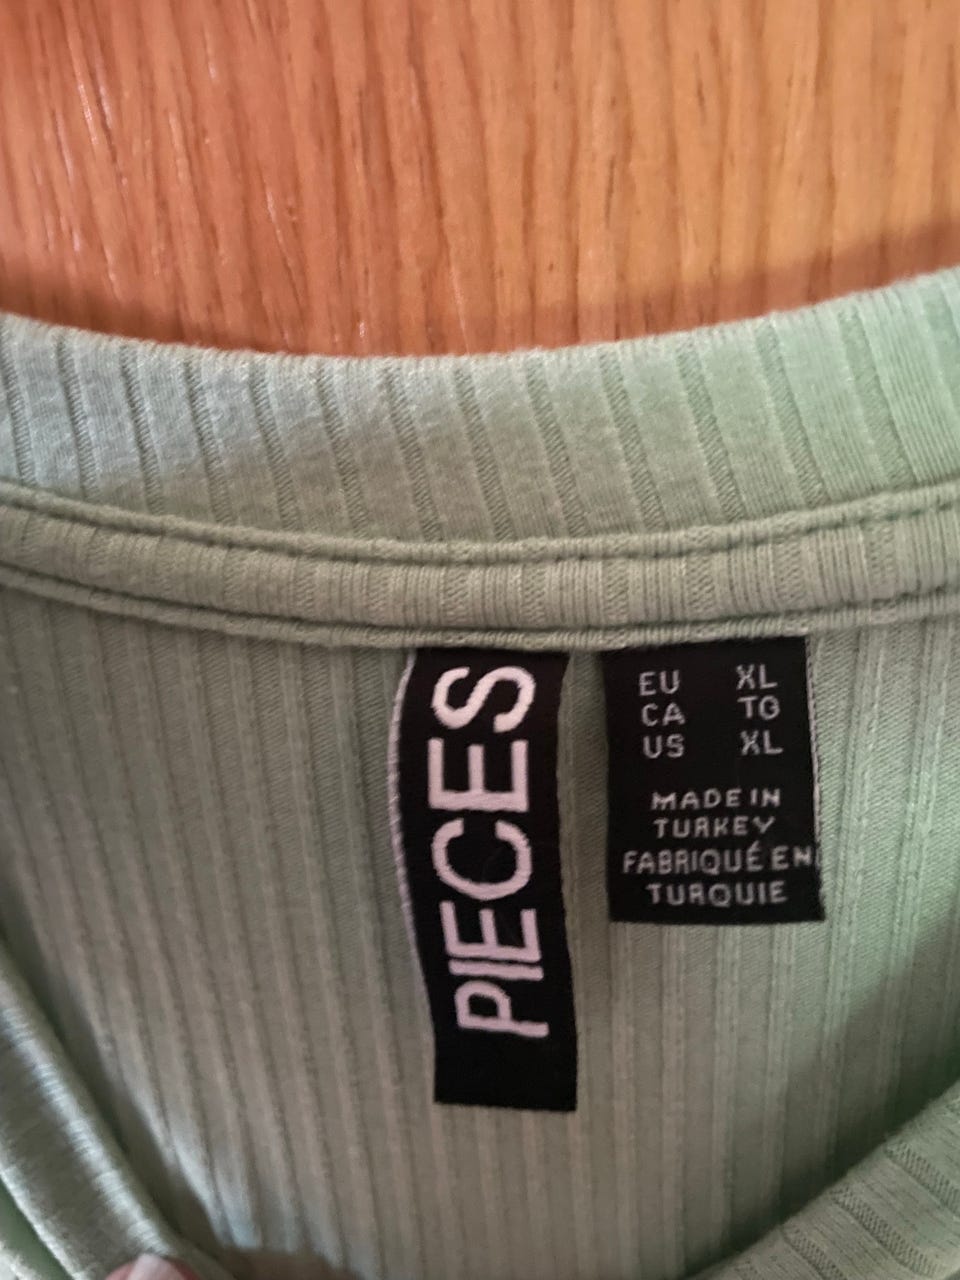 PIECES
EU XL
CA TG
US XL
MADE IN
TURKEY
FABRIQUÉ EN
TURQUIE